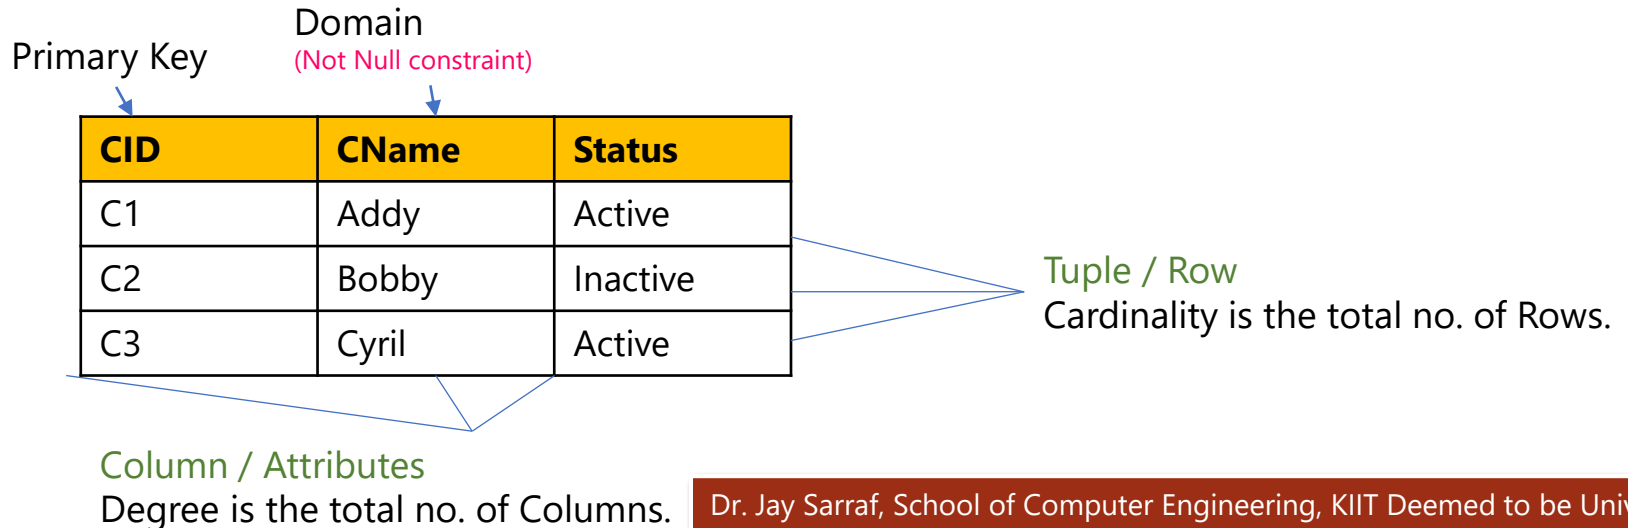 Domain
Primary Key
(Not Null constraint)
CID CName Status
C1 Addy Active
C2 Bobby Inactive
C3 Cyril Active
Tuple / Row
Cardinality is the total no. of Rows.
Column / Attributes
Degree is the total no. of Columns.
Dr. Jay Sarraf, School of Computer Engineering, KIIT Deemed to be